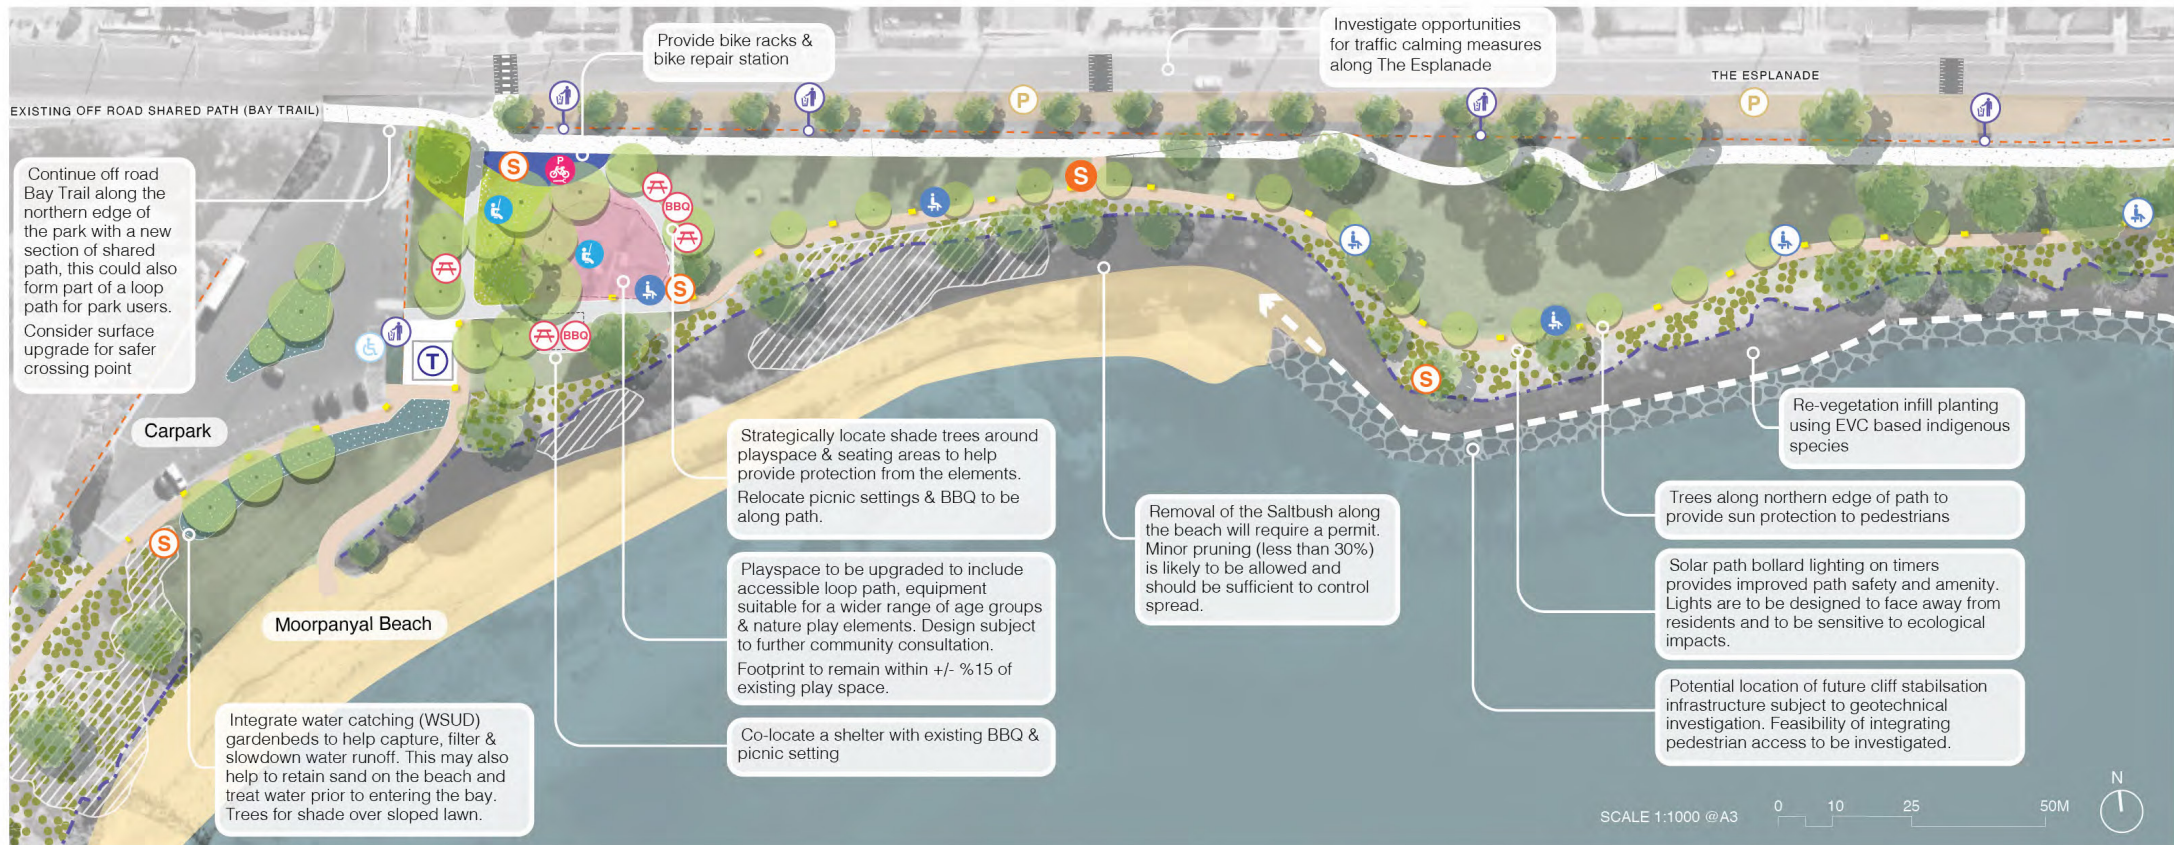 Provide bike racks &
bike repair station
Investigate opportunities
for traffic calming measures
along The Esplanade
THE ESPLANADE
P
P
EXISTING OFF ROAD SHARED PATH (BAY TRAIL)
Continue off road
Bay Trail along the
northern edge of
the park with a new
section of shared
path, this could also
form part of a loop
path for park users.
Consider surface
upgrade for safer
crossing point
S
P
S
BBQ
S
BBQ
T
S
S
Carpark
Moorpanyal Beach
Strategically locate shade trees around
playspace & seating areas to help
provide protection from the elements.
Relocate picnic settings & BBQ to be
along path.
Playspace to be upgraded to include
accessible loop path, equipment
suitable for a wider range of age groups
& nature play elements. Design subject
to further community consultation.
Footprint to remain within +/- %15 of
existing play space.
Co-locate a shelter with existing BBQ &
picnic setting
Integrate water catching (WSUD)
gardenbeds to help capture, filter &
slowdown water runoff. This may also
help to retain sand on the beach and
treat water prior to entering the bay.
Trees for shade over sloped lawn.
Removal of the Saltbush along
the beach will require a permit.
Minor pruning (less than 30%)
is likely to be allowed and
should be sufficient to control
spread.
Re-vegetation infill planting
using EVC based indigenous
species
Trees along northern edge of path to
provide sun protection to pedestrians
Solar path bollard lighting on timers
provides improved path safety and amenity.
Lights are to be designed to face away from
residents and to be sensitive to ecological
impacts.
Potential location of future cliff stabilsation
infrastructure subject to geotechnical
investigation. Feasibility of integrating
pedestrian access to be investigated.
SCALE 1:1000 @A3
0 10 25 50M
N